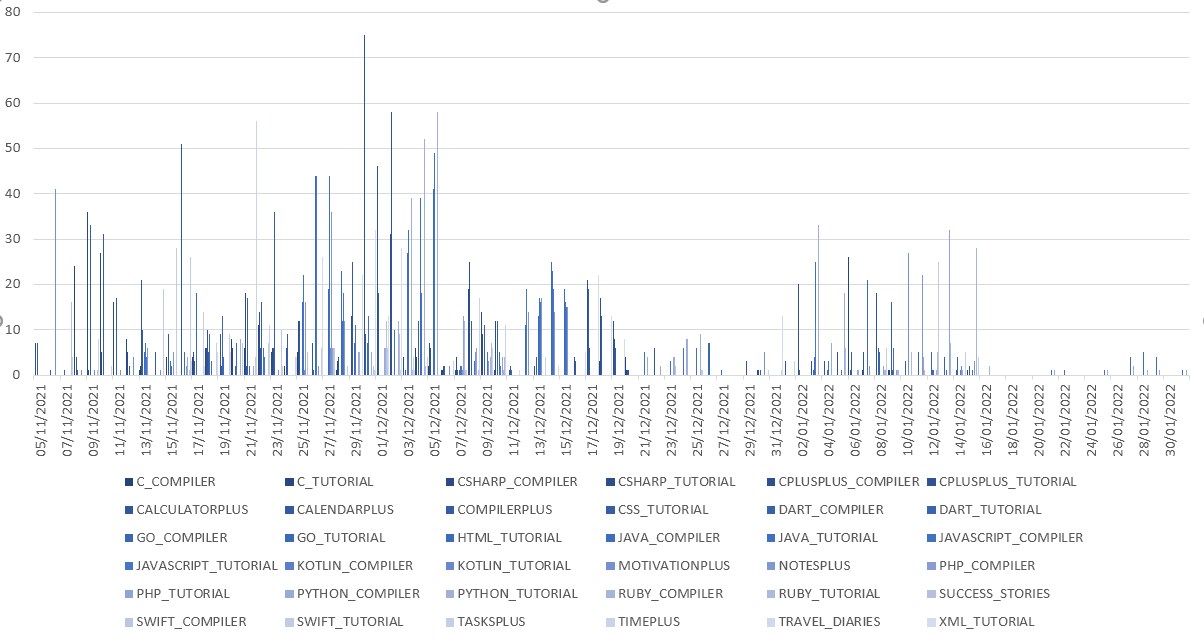 80
70
60
50
40
30
20
10
0
05/11/2021 07/11/2021 09/11/2021 11/11/2021 13/11/2021 15/11/2021 17/11/2021 19/11/2021 21/11/2021 23/11/2021 25/11/2021 27/11/2021 29/11/2021 01/12/2021 03/12/2021 05/12/2021 07/12/2021 09/12/2021 11/12/2021 13/12/2021 15/12/2021 17/12/2021 19/12/2021 21/12/2021 23/12/2021 25/12/2021 27/12/2021 29/12/2021 31/12/2021 02/01/2022 04/01/2022 06/01/2022 08/01/2022 10/01/2022 12/01/2022 14/01/2022 16/01/2022 18/01/2022 20/01/2022 22/01/2022 24/01/2022 26/01/2022 28/01/2022 30/01/2022
C_COMPILER C_TUTORIAL CSHARP_COMPILER CSHARP_TUTORIAL CPLUSPLUS_COMPILER CPLUSPLUS_TUTORIAL
CALCULATORPLUS CALENDARPLUS COMPILERPLUS CSS_TUTORIAL DART_COMPILER DART_TUTORIAL
GO_COMPILER GO_TUTORIAL HTML_TUTORIAL JAVA_COMPILER JAVA_TUTORIAL JAVASCRIPT_COMPILER
JAVASCRIPT_TUTORIAL KOTLIN_COMPILER KOTLIN_TUTORIAL MOTIVATIONPLUS NOTESPLUS PHP_COMPILER
PHP_TUTORIAL PYTHON_COMPILER PYTHON_TUTORIAL RUBY_COMPILER RUBY_TUTORIAL SUCCESS_STORIES
SWIFT_COMPILER SWIFT_TUTORIAL TASKSPLUS TIMEPLUS TRAVEL_DIARIES XML_TUTORIAL